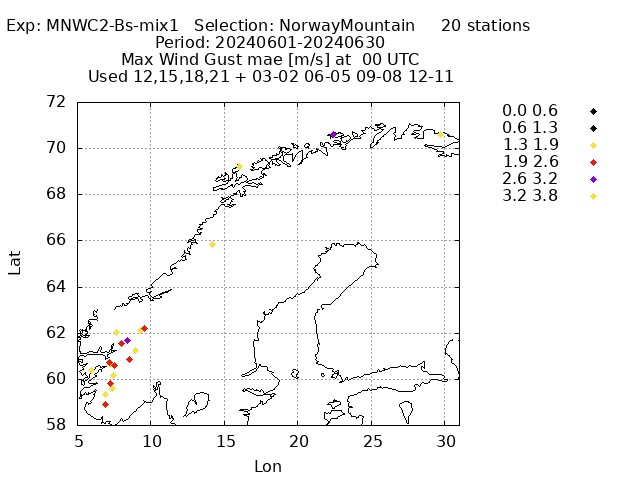 Exp: MNWC2-Bs-mix1   Selection: NorwayMountain     20 stations
Period: 20240601-20240630
Max Wind Gust mae [m/s] at  00 UTC
Used 12,15,18,21 + 03-02 06-05 09-08 12-11
72
70
68
66
64
62
60
58
Lat
5 10 15 20 25 30
Lon
0.0 0.6
0.6 1.3
1.3 1.9
1.9 2.6
2.6 3.2
3.2 3.8